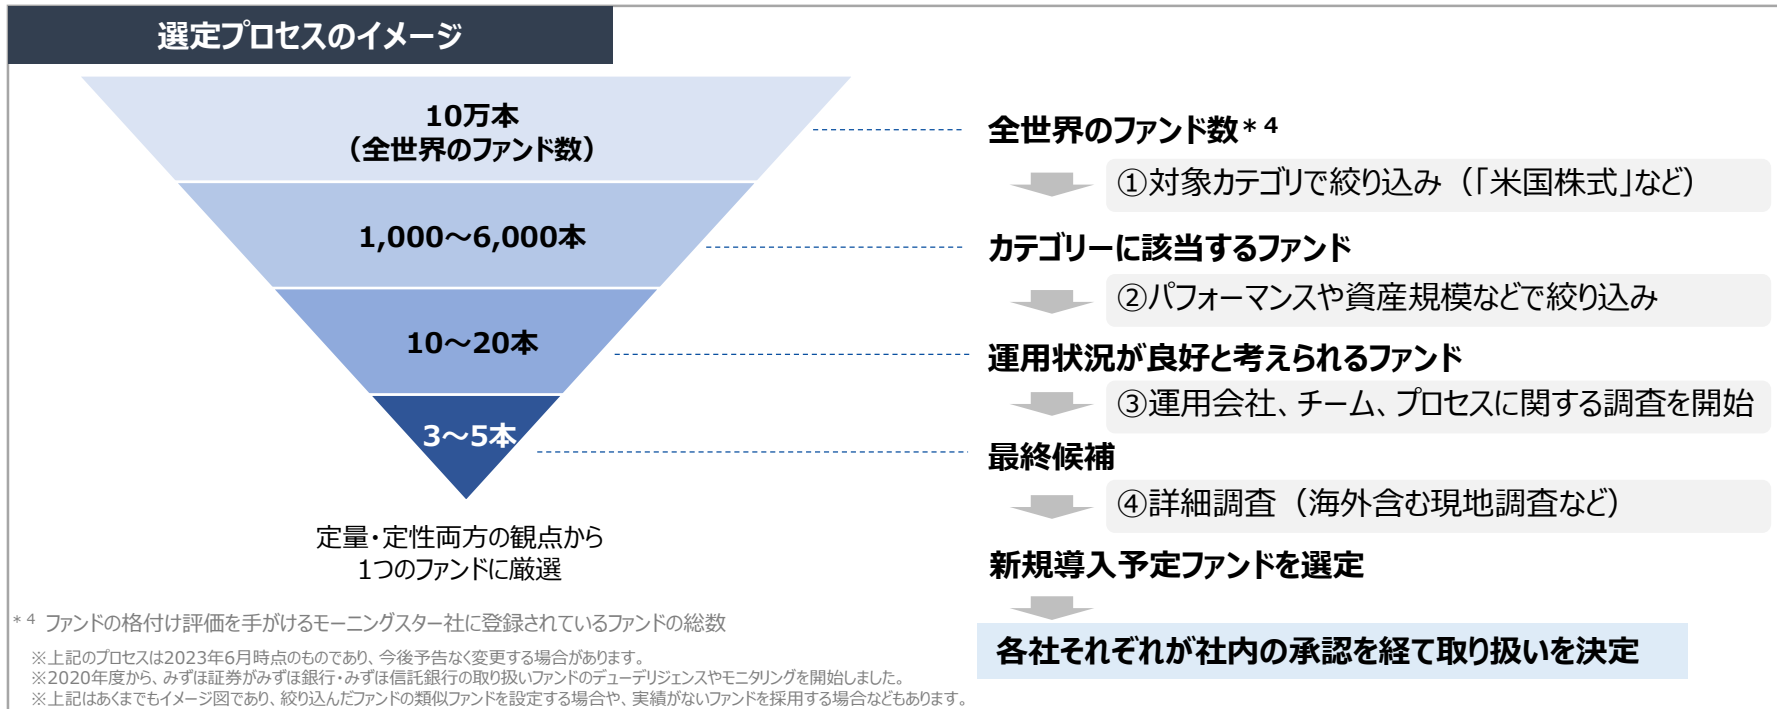 選定プロセスのイメージ
10万本
（全世界のファンド数）
1,000～6,000本
10～20本
3～5本
定量・定性両方の観点から
1つのファンドに厳選
全世界のファンド数＊4
①対象カテゴリで絞り込み（「米国株式」など）
カテゴリーに該当するファンド
②パフォーマンスや資産規模などで絞り込み
運用状況が良好と考えられるファンド
③運用会社、チーム、プロセスに関する調査を開始
最終候補
④詳細調査（海外含む現地調査など）
新規導入予定ファンドを選定
各社それぞれが社内の承認を経て取り扱いを決定
＊4 ファンドの格付け評価を手がけるモーニングスター社に登録されているファンドの総数
※上記のプロセスは2023年6月時点のものであり、今後予告なく変更する場合があります。
※2020年度から、みずほ証券がみずほ銀行・みずほ信託銀行の取り扱いファンドのデューデリジェンスやモニタリングを開始しました。
※上記はあくまでもイメージ図であり、絞り込んだファンドの類似ファンドを設定する場合や、実績がないファンドを採用する場合などもあります。